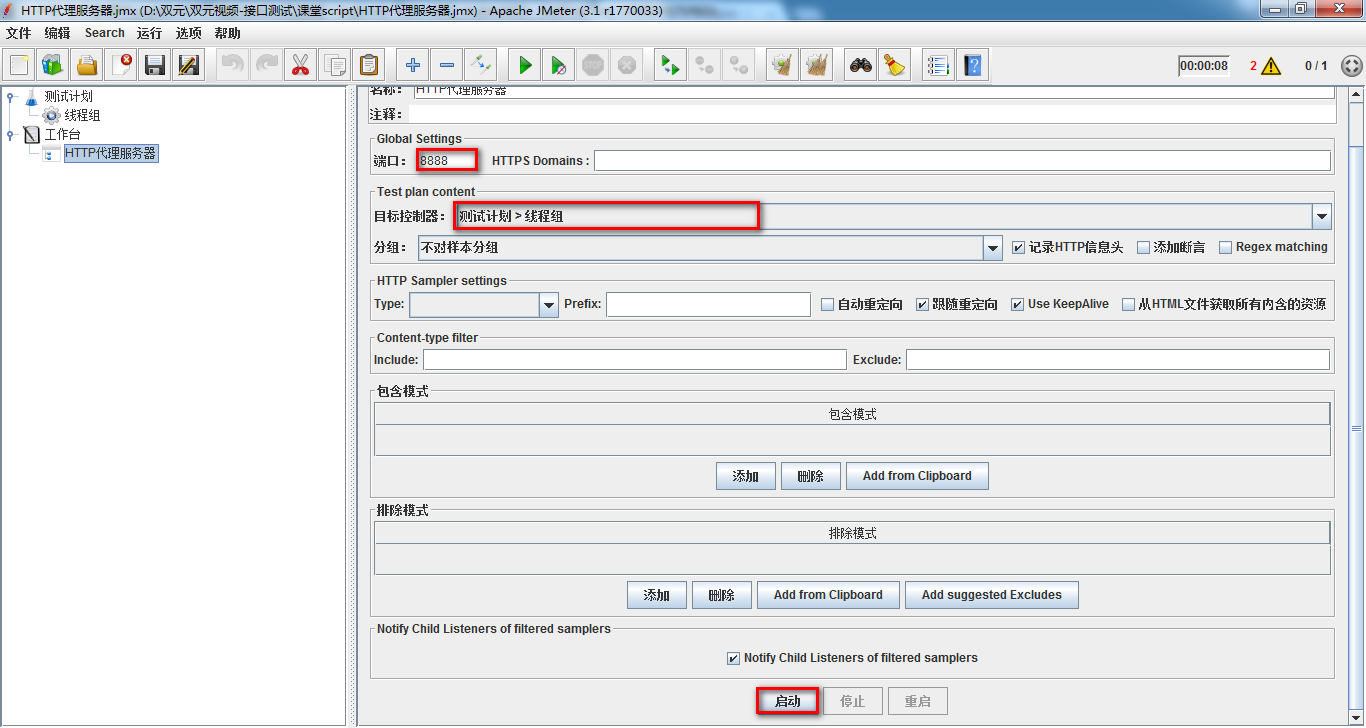 HTTP代理服务器.jmx (D:\双元\双元视频-接口测试\课堂script\HTTP代理服务器.jmx) - Apache JMeter (3.1 r1770033)
文件 编辑 Search 运行 选项 帮助
00:00:08 2 0 / 1
测试计划
线程组
工作台
HTTP代理服务器
名称： HTTP代理服务器
注释：
Global Settings
端口： 8888 HTTPS Domains :
Test plan content
目标控制器： 测试计划 > 线程组
分组： 不对样本分组 记录HTTP信息头 添加断言 Regex matching
HTTP Sampler settings
Type: Prefix: 自动重定向 跟随重定向 Use KeepAlive 从HTML文件获取所有内含的资源
Content-type filter
Include: Exclude:
包含模式
包含模式
添加 删除 Add from Clipboard
排除模式
排除模式
添加 删除 Add from Clipboard Add suggested Excludes
Notify Child Listeners of filtered samplers
Notify Child Listeners of filtered samplers
启动 停止 重启